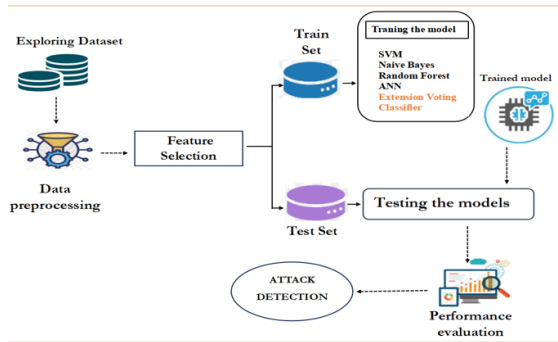 Exploring Dataset
Data
preprocessing
Feature
Selection
Train
Set
Traning the model
SVM
Naive Bayes
Random Forest
ANN
Extension Voting
Classifier
Trained model
Test Set
Testing the models
Performance
evaluation
ATTACK
DETECTION